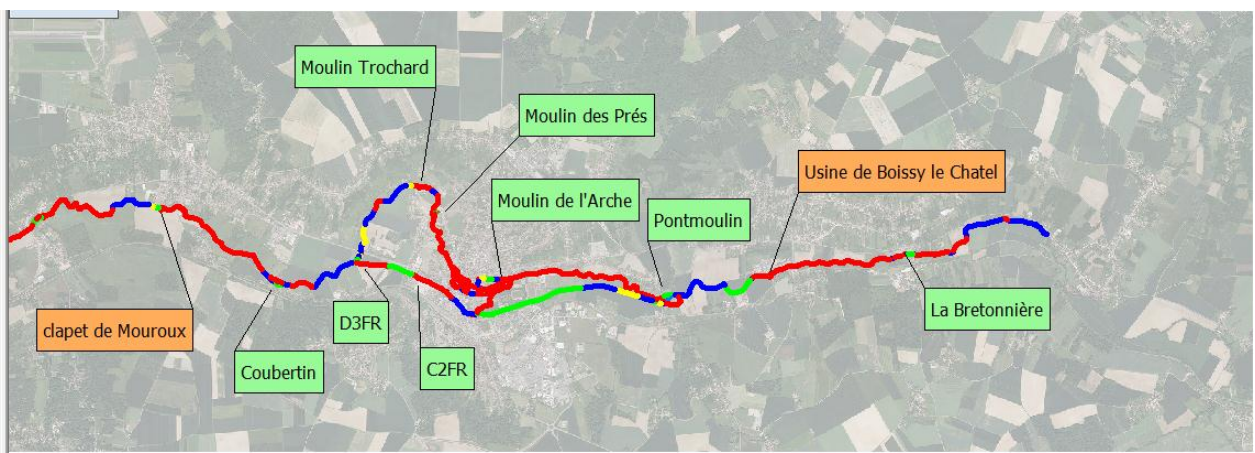 Moulin Trochard
Moulin des Prés
Moulin de l'Arche
Usine de Boissy le Chatel
Pontmoulin
La Bretonnière
clapet de Mouroux
D3FR
Coubertin
C2FR